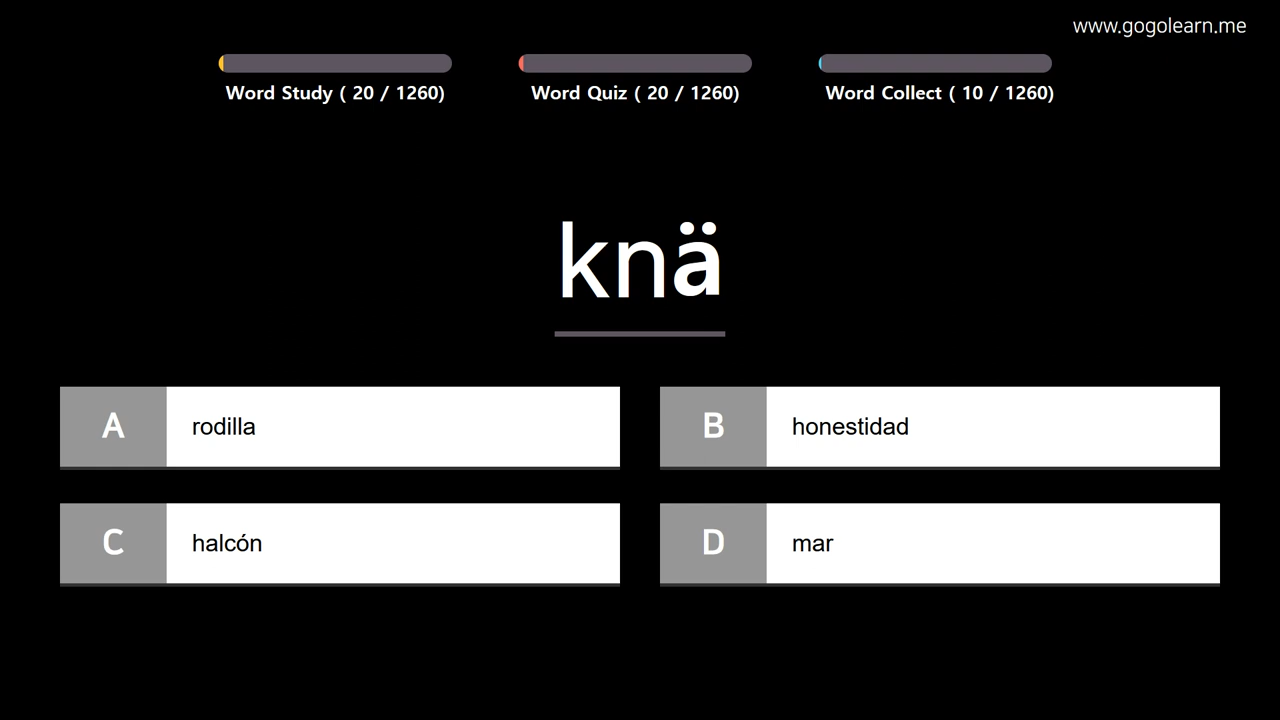 www.gogolearn.me
Word Study ( 20 / 1260)
Word Quiz ( 20 / 1260)
Word Collect ( 10 / 1260)
knä
A rodilla
B honestidad
C halcón
D mar